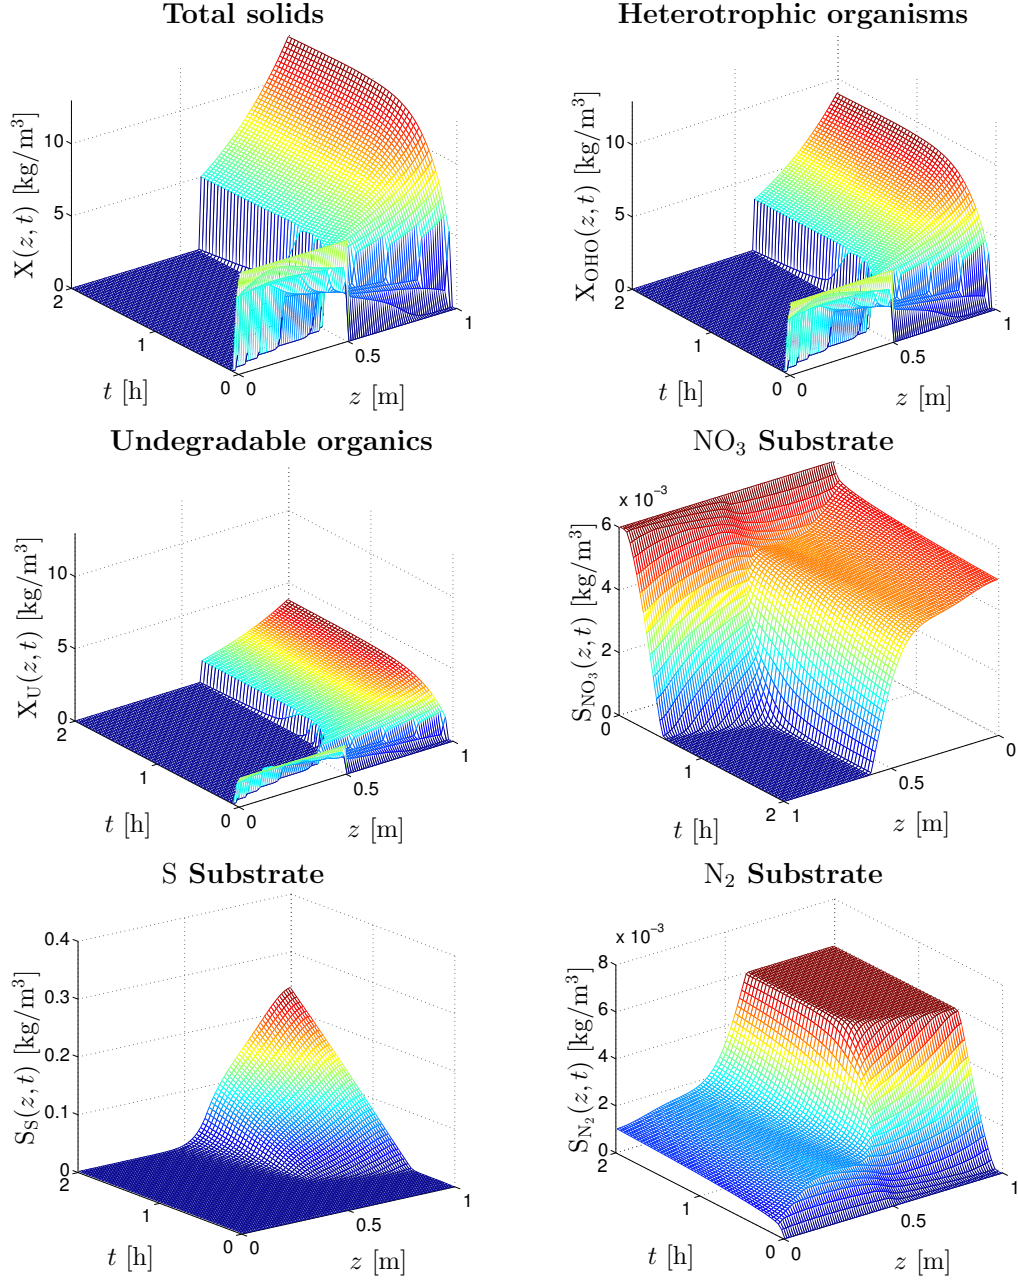 Total solids
X(z, t) [kg/m³]
10
5
0
2
1
0
t [h]
0
0.5
1
z [m]
Heterotrophic organisms
X_OHO(z, t) [kg/m³]
10
5
0
2
1
0
t [h]
0
0.5
1
z [m]
Undegradable organics
X_U(z, t) [kg/m³]
10
5
0
2
1
0
t [h]
0
0.5
1
z [m]
NO₃ Substrate
x 10⁻³
S_NO₃(z, t) [kg/m³]
6
4
2
0
0
1
2
t [h]
1
0.5
0
z [m]
S Substrate
S_S(z, t) [kg/m³]
0.4
0.3
0.2
0.1
0
2
1
0
t [h]
0
0.5
1
z [m]
N₂ Substrate
x 10⁻³
S_N₂(z, t) [kg/m³]
8
6
4
2
0
2
1
0
t [h]
0
0.5
1
z [m]